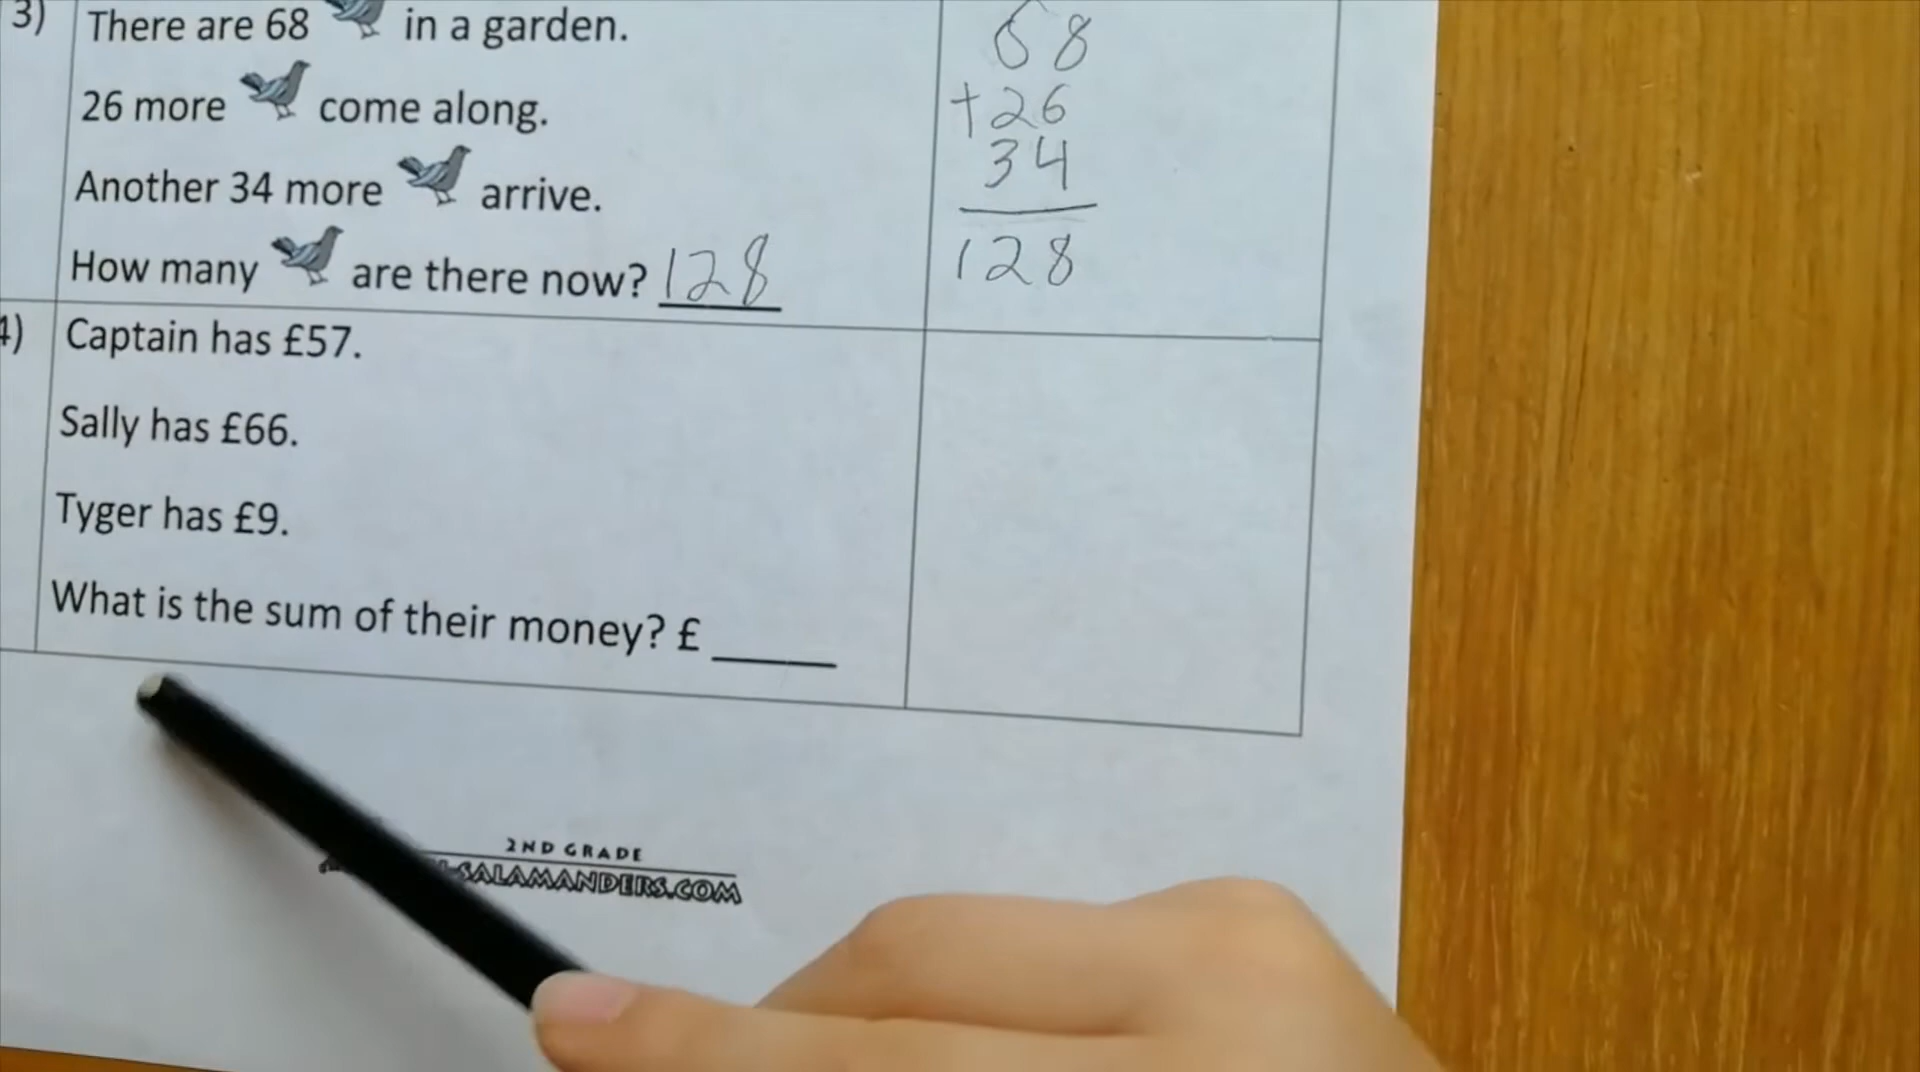 3) There are 68 in a garden.
26 more come along.
Another 34 more arrive.
How many are there now? 128
68
+26
34
128
4) Captain has £57.
Sally has £66.
Tyger has £9.
What is the sum of their money? £ ____
2ND GRADE
SALAMANDERS.COM